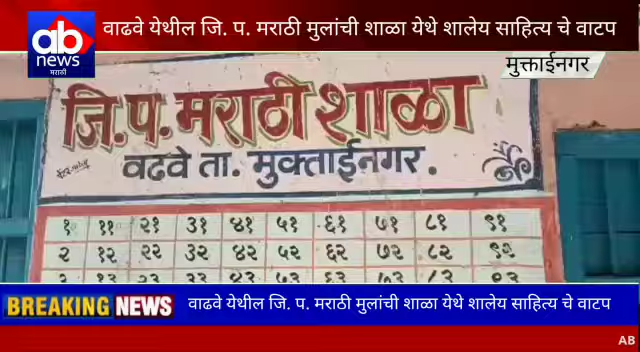 ab
news
मराठी
वाढवे येथील जि. प. मराठी मुलांची शाळा येथे शालेय साहित्य चे वाटप
मुक्ताईनगर
जि.प. मराठी शाळा
वढवे ता. मुक्ताईनगर.
१ ११ २१ ३१ ४१ ५१ ६१ ७१ ८१ ९१
२ १२ २२ ३२ ४२ ५२ ६२ ७२ ८२ ९२
BREAKING NEWS वाढवे येथील जि. प. मराठी मुलांची शाळा येथे शालेय साहित्य चे वाटप
AB